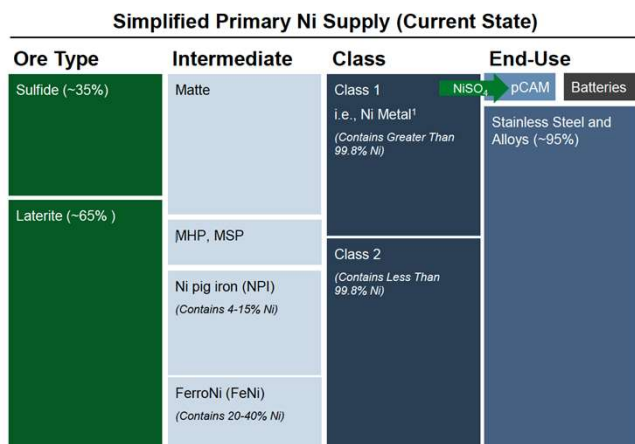 Simplified Primary Ni Supply (Current State)
Ore Type
Intermediate
Class
End-Use
Sulfide (~35%)
Laterite (~65% )
Matte
MHP, MSP
Ni pig iron (NPI)
(Contains 4-15% Ni)
FerroNi (FeNi)
(Contains 20-40% Ni)
Class 1
i.e., Ni Metal¹
(Contains Greater Than
99.8% Ni)
Class 2
(Contains Less Than
99.8% Ni)
NiSO₄
pCAM
Batteries
Stainless Steel and
Alloys (~95%)